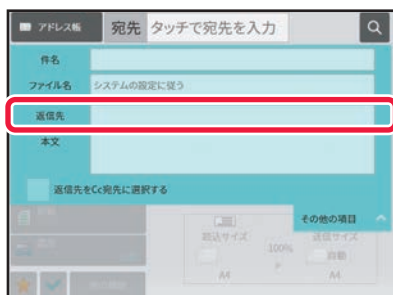 アドレス帳 宛先 タッチで宛先を入力
件名
ファイル名 システムの設定に従う
返信先
本文
返信先をCc宛先に選択する
その他の項目
読込サイズ 100% 送信サイズ
自動
A4 A4